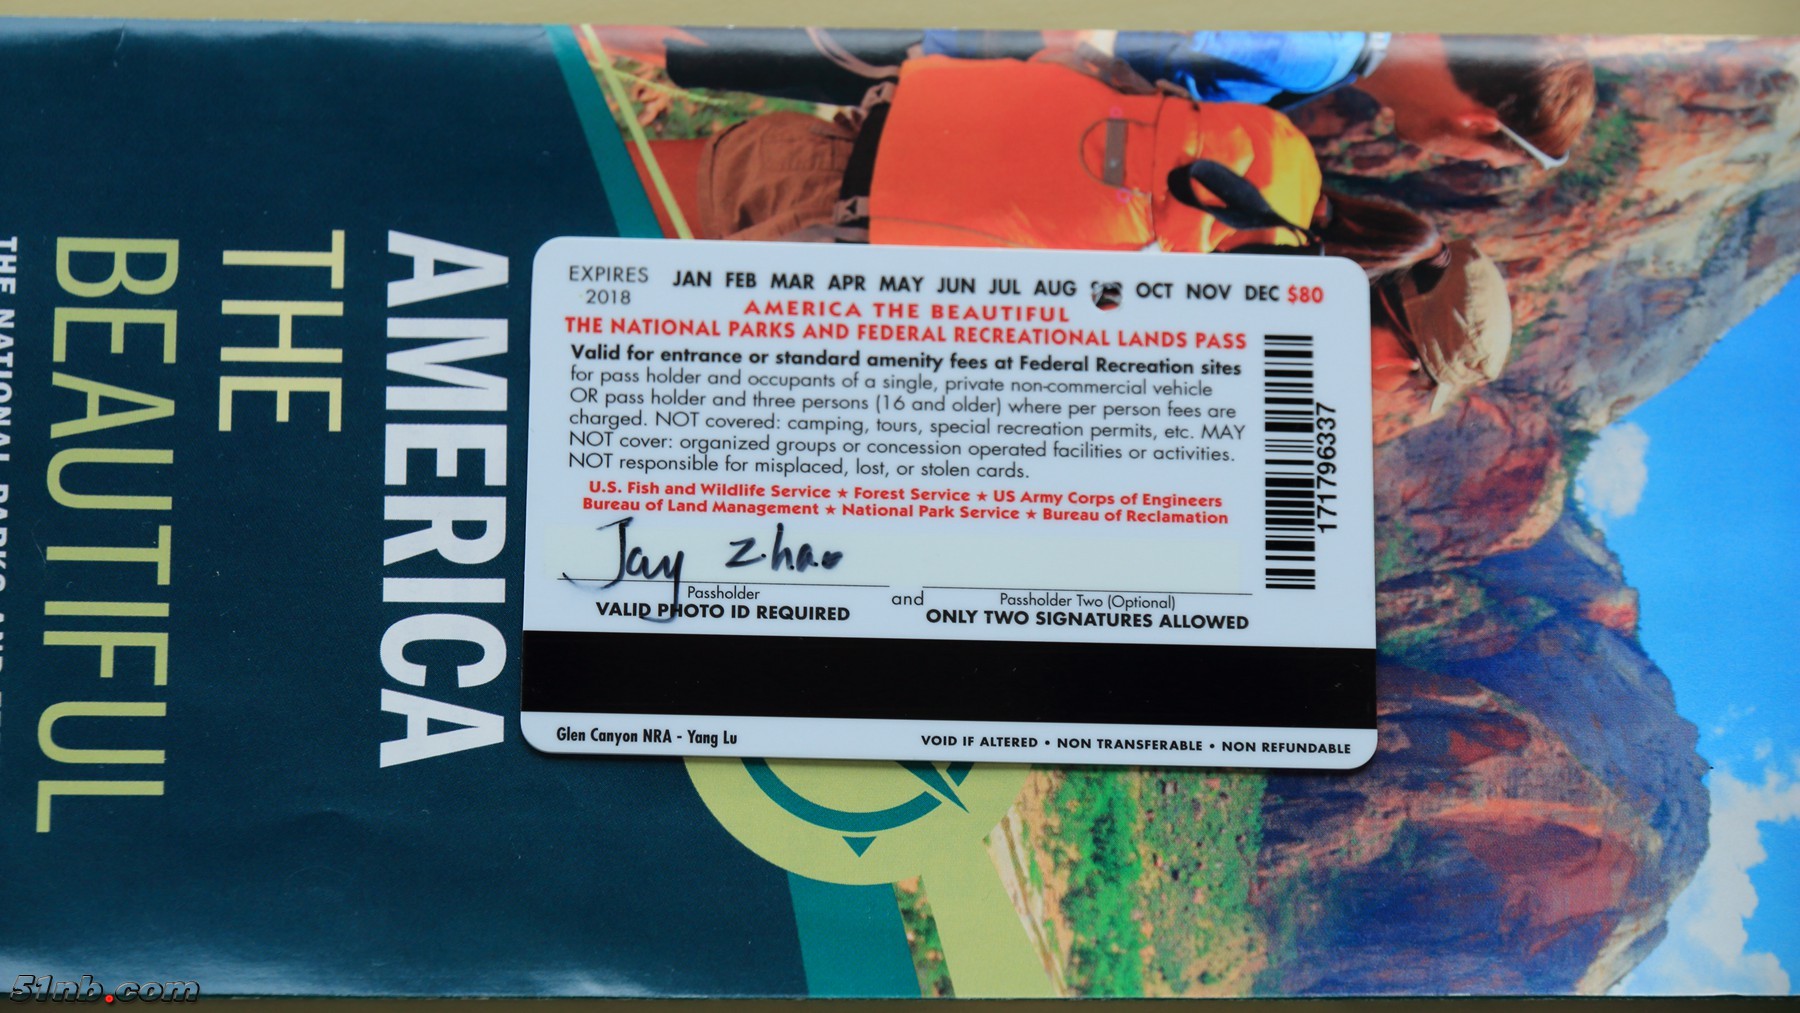 AMERICA
THE
BEAUTIFUL
EXPIRES 2018
JAN FEB MAR APR MAY JUN JUL AUG OCT NOV DEC $80
AMERICA THE BEAUTIFUL
THE NATIONAL PARKS AND FEDERAL RECREATIONAL LANDS PASS
Valid for entrance or standard amenity fees at Federal Recreation sites
for pass holder and occupants of a single, private non-commercial vehicle
OR pass holder and three persons (16 and older) where per person fees are
charged. NOT covered: camping, tours, special recreation permits, etc. MAY
NOT cover: organized groups or concession operated facilities or activities.
NOT responsible for misplaced, lost, or stolen cards.
U.S. Fish and Wildlife Service ★ Forest Service ★ US Army Corps of Engineers
Bureau of Land Management ★ National Park Service ★ Bureau of Reclamation
Jay Zhao
Passholder and Passholder Two (Optional)
VALID PHOTO ID REQUIRED ONLY TWO SIGNATURES ALLOWED
Glen Canyon NRA - Yang Lu VOID IF ALTERED • NON TRANSFERABLE • NON REFUNDABLE
1717796337
THE NATIONAL PARKS AND
51nb.com